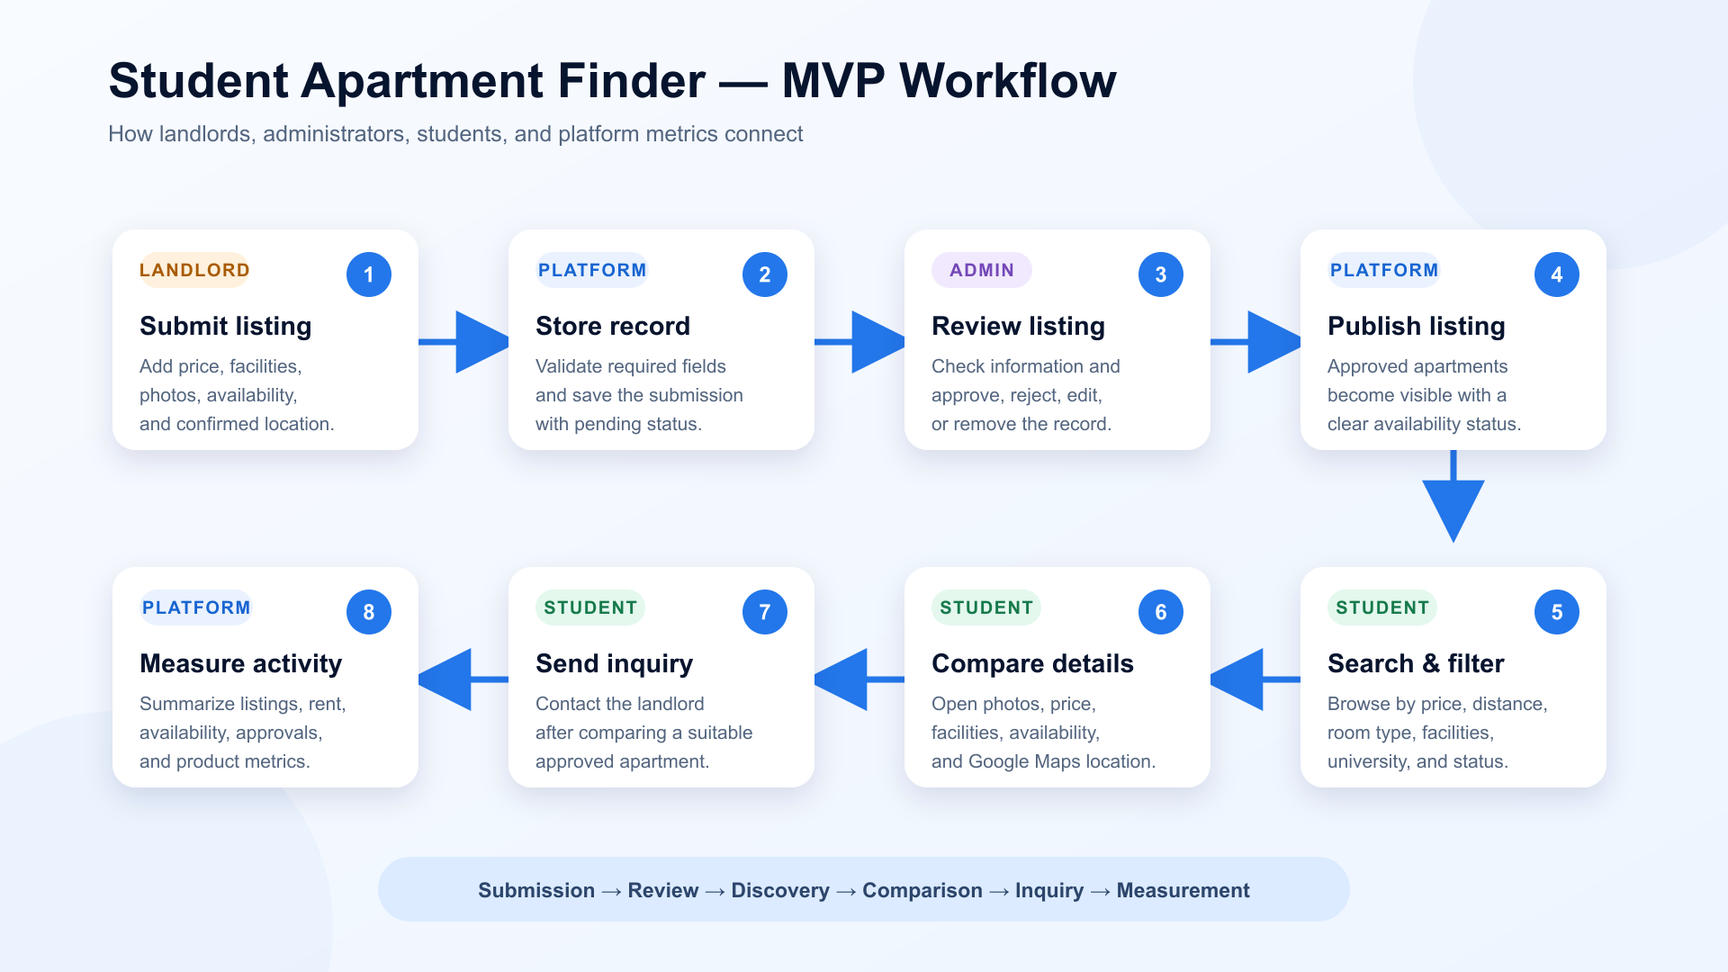 Student Apartment Finder — MVP Workflow
How landlords, administrators, students, and platform metrics connect
LANDLORD
1
Submit listing
Add price, facilities,
photos, availability,
and confirmed location.
PLATFORM
2
Store record
Validate required fields
and save the submission
with pending status.
ADMIN
3
Review listing
Check information and
approve, reject, edit,
or remove the record.
PLATFORM
4
Publish listing
Approved apartments
become visible with a
clear availability status.
STUDENT
5
Search & filter
Browse by price, distance,
room type, facilities,
university, and status.
STUDENT
6
Compare details
Open photos, price,
facilities, availability,
and Google Maps location.
STUDENT
7
Send inquiry
Contact the landlord
after comparing a suitable
approved apartment.
PLATFORM
8
Measure activity
Summarize listings, rent,
availability, approvals,
and product metrics.
Submission → Review → Discovery → Comparison → Inquiry → Measurement